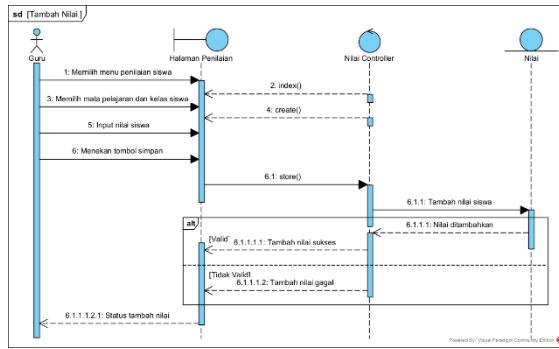 sd [Tambah Nilai]
Guru
Halaman Penilaian
Nilai Controller
Nilai
1: Memilih menu penilaian siswa
2: index()
3: Memilih mata pelajaran dan kelas siswa
4: create()
5: Input nilai siswa
6: Menekan tombol simpan
6.1: store()
6.1.1: Tambah nilai siswa
alt
6.1.1.1: Nilai ditambahkan
[Valid]
6.1.1.1.1: Tambah nilai sukses
[Tidak Valid]
6.1.1.1.2: Tambah nilai gagal
6.1.1.1.2.1: Status tambah nilai
Powered By: Visual Paradigm Community Edition